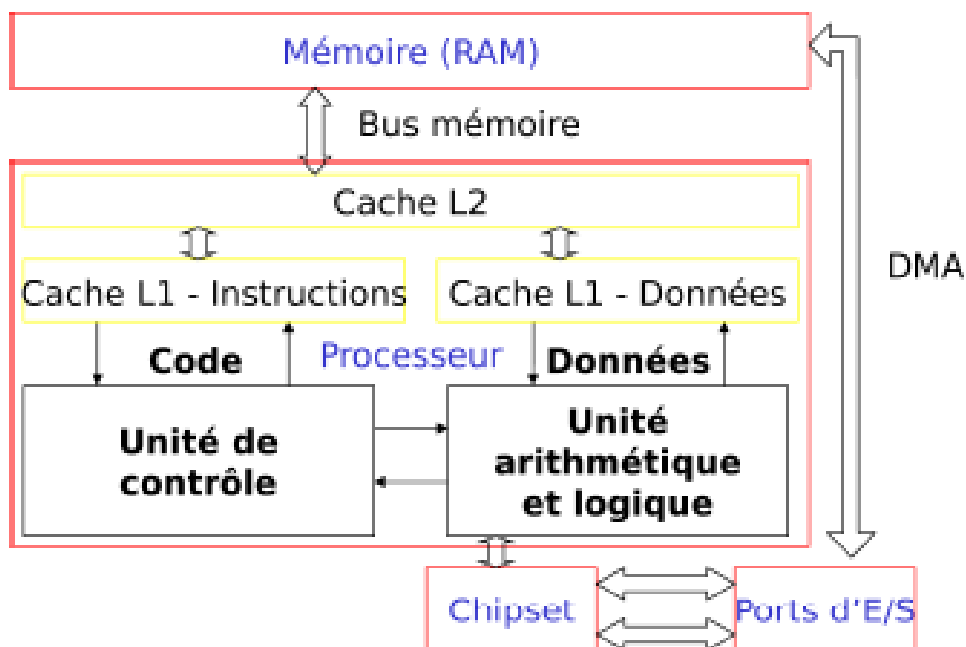 Mémoire (RAM)
Bus mémoire
Cache L2
DMA
Cache L1 - Instructions
Cache L1 - Données
Code
Processeur
Données
Unité de
contrôle
Unité
arithmétique
et logique
Chipset
Ports d'E/S